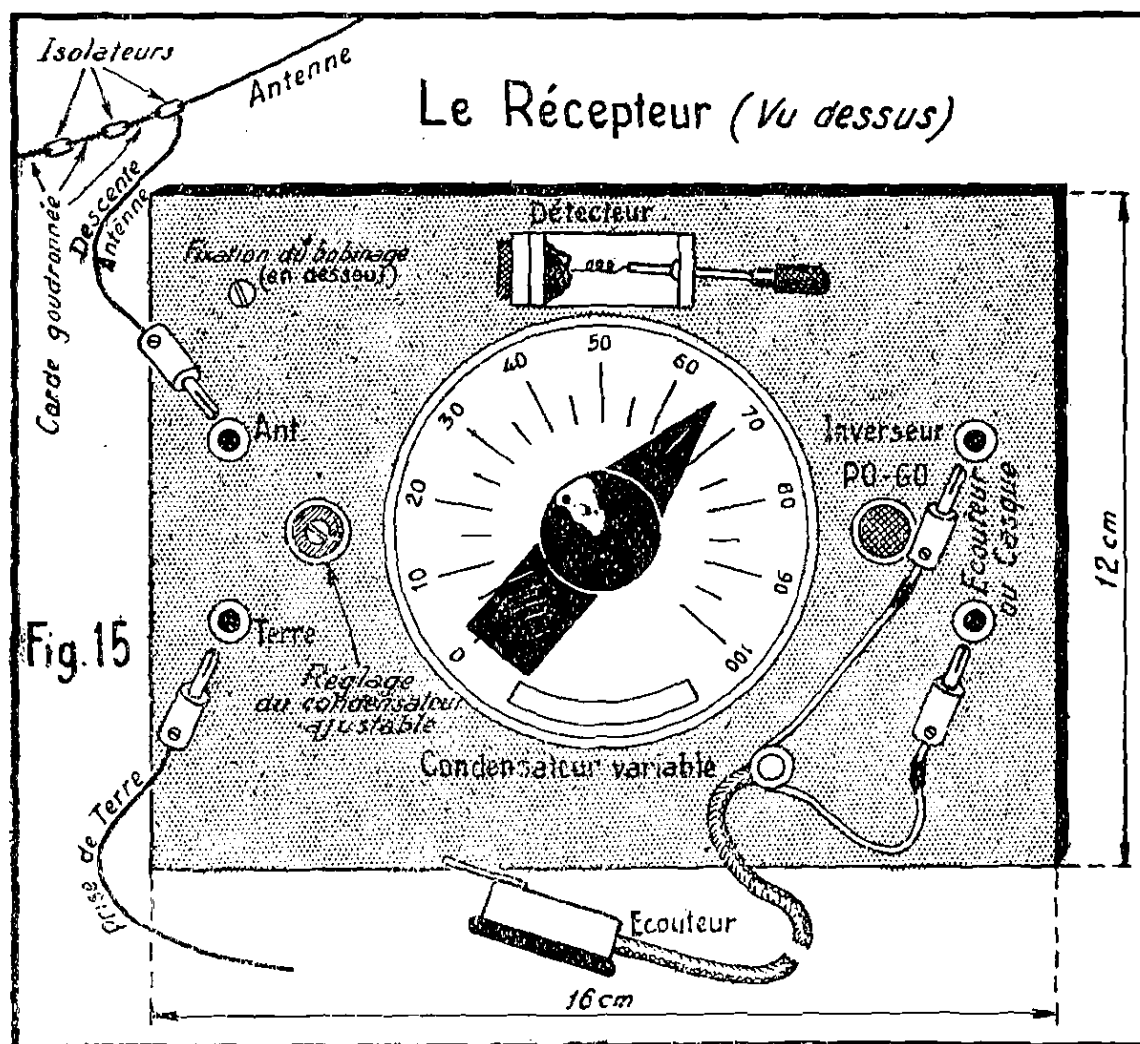 Isolateurs
Antenne
Le Récepteur (Vu dessus)
Corde goudronnée
Descente
Antenne
Détecteur
Fixation du bobinage
(en dessous)
Ant
Inverseur
PO-GO
Ecouteur
ou Casque
0
10
20
30
40
50
60
70
80
90
100
12 cm
Fig. 15
Terre
Réglage
du condensateur
ajustable
Condensateur variable
Prise de Terre
Ecouteur
16 cm